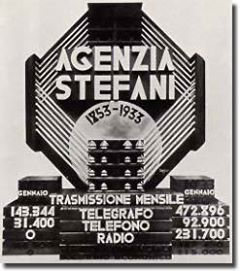 AGENZIA
STEFANI
1853-1933
GENNAIO GENNAIO
TRASMISSIONE MENSILE
143.344 TELEGRAFO 472.896
31.400 TELEFONO 92.900
0 RADIO 231.700